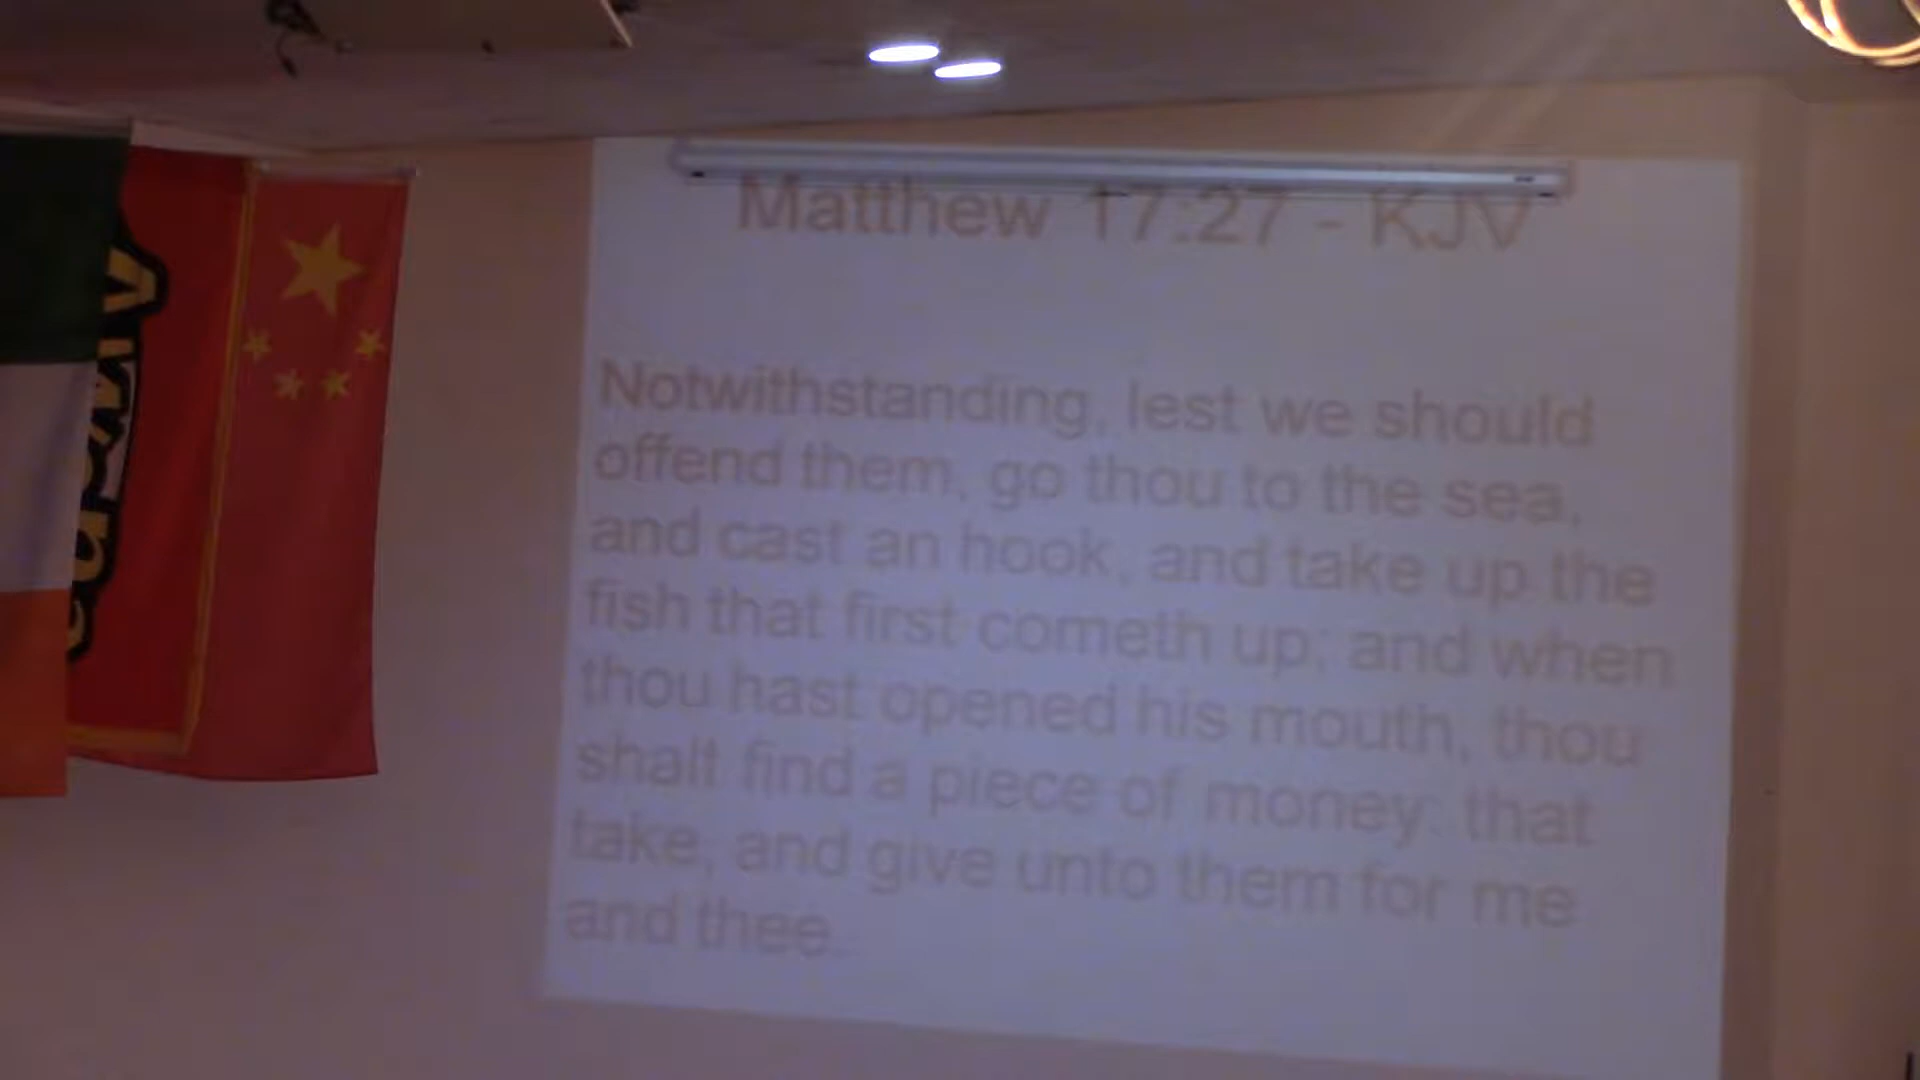 Matthew 17:27 - KJV
Notwithstanding, lest we should
offend them, go thou to the sea,
and cast an hook, and take up the
fish that first cometh up; and when
thou hast opened his mouth, thou
shalt find a piece of money: that
take, and give unto them for me
and thee.